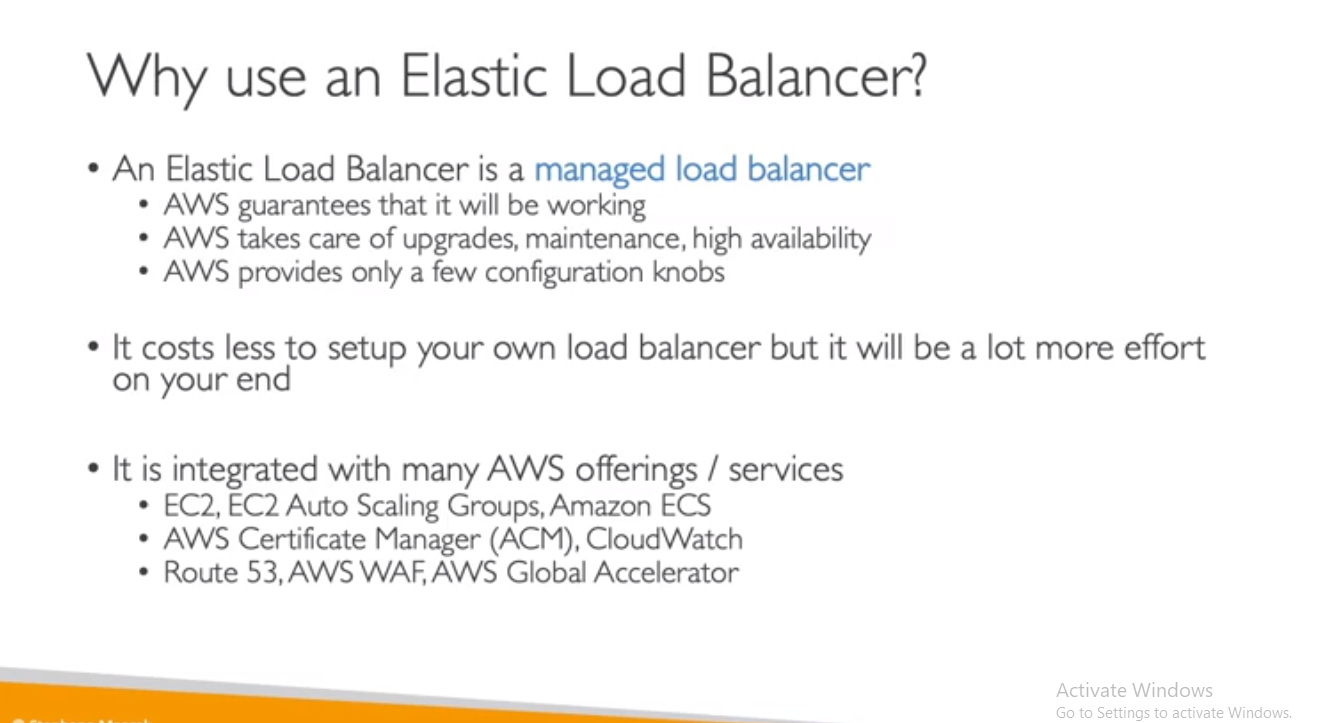 Why use an Elastic Load Balancer?
• An Elastic Load Balancer is a managed load balancer
• AWS guarantees that it will be working
• AWS takes care of upgrades, maintenance, high availability
• AWS provides only a few configuration knobs
• It costs less to setup your own load balancer but it will be a lot more effort
on your end
• It is integrated with many AWS offerings / services
• EC2, EC2 Auto Scaling Groups, Amazon ECS
• AWS Certificate Manager (ACM), CloudWatch
• Route 53, AWS WAF, AWS Global Accelerator
Activate Windows
Go to Settings to activate Windows.